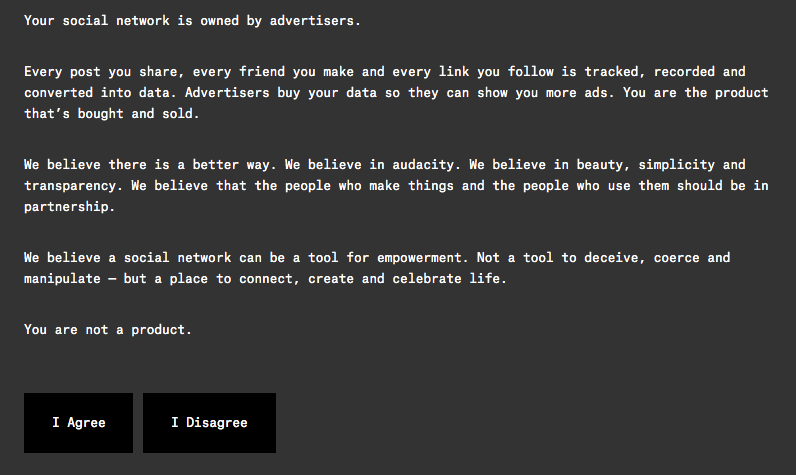 Your social network is owned by advertisers.
Every post you share, every friend you make and every link you follow is tracked, recorded and
converted into data. Advertisers buy your data so they can show you more ads. You are the product
that’s bought and sold.
We believe there is a better way. We believe in audacity. We believe in beauty, simplicity and
transparency. We believe that the people who make things and the people who use them should be in
partnership.
We believe a social network can be a tool for empowerment. Not a tool to deceive, coerce and
manipulate — but a place to connect, create and celebrate life.
You are not a product.
I Agree
I Disagree